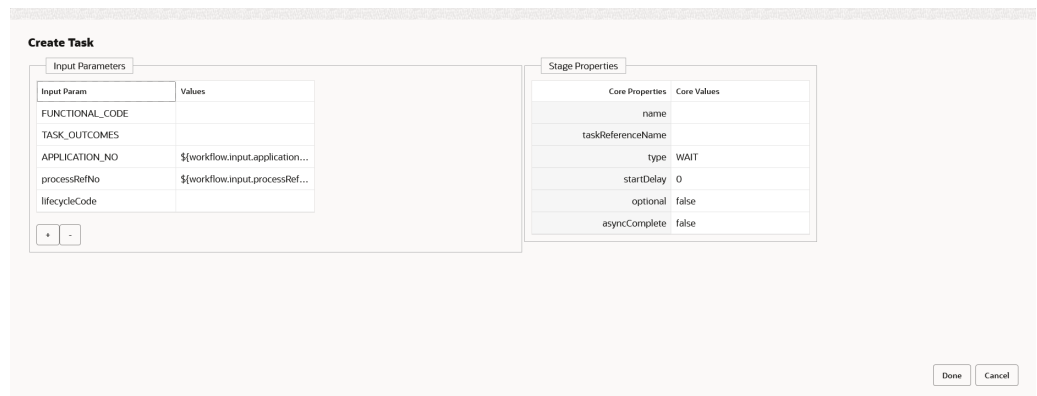 Create Task
Input Parameters
Input Param Values
FUNCTIONAL_CODE
TASK_OUTCOMES
APPLICATION_NO ${workflow.input.application...
processRefNo ${workflow.input.processRef...
lifecycleCode
+ -
Stage Properties
Core Properties Core Values
name
taskReferenceName
type WAIT
startDelay 0
optional false
asyncComplete false
Done Cancel